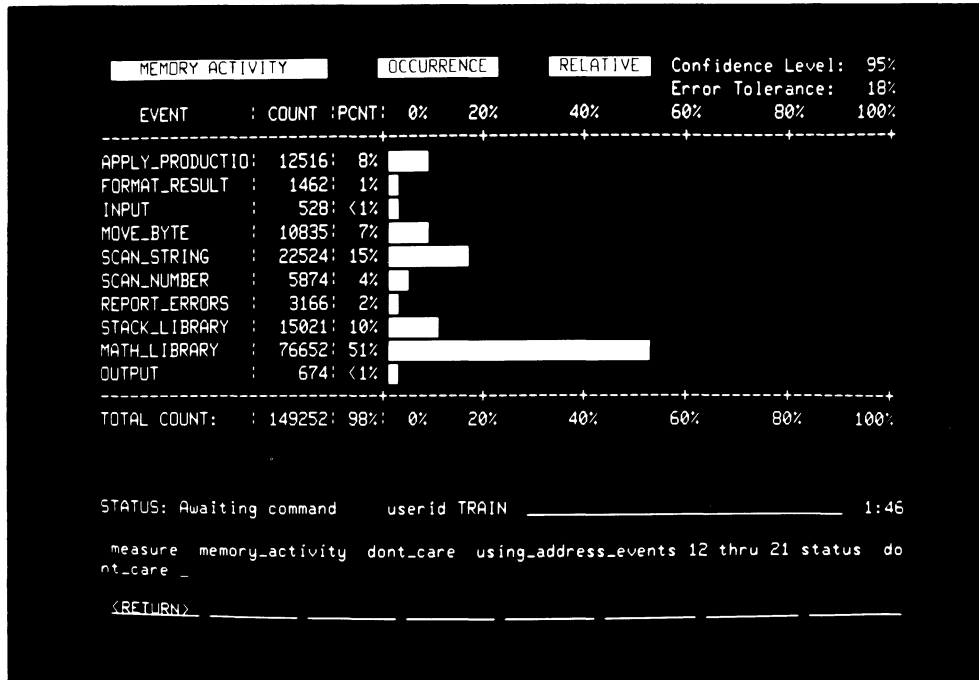 MEMORY ACTIVITY OCCURRENCE RELATIVE Confidence Level: 95%
Error Tolerance: 18%
EVENT : COUNT :PCNT: 0% 20% 40% 60% 80% 100%
APPLY_PRODUCTIO: 12516: 8%
FORMAT_RESULT : 1462: 1%
INPUT : 528: <1%
MOVE_BYTE : 10835: 7%
SCAN_STRING : 22524: 15%
SCAN_NUMBER : 5874: 4%
REPORT_ERRORS : 3166: 2%
STACK_LIBRARY : 15021: 10%
MATH_LIBRARY : 76652: 51%
OUTPUT : 674: <1%
TOTAL COUNT: : 149252: 98%: 0% 20% 40% 60% 80% 100%
STATUS: Awaiting command userid TRAIN 1:46
measure memory_activity dont_care using_address_events 12 thru 21 status do
nt_care _
<RETURN>